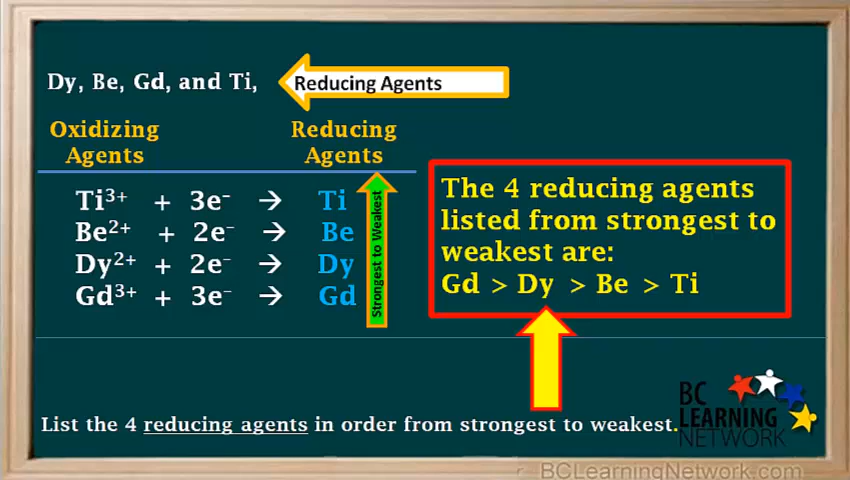 Dy, Be, Gd, and Ti,
Reducing Agents
Oxidizing Agents
Reducing Agents
Ti³⁺ + 3e⁻ → Ti
Be²⁺ + 2e⁻ → Be
Dy²⁺ + 2e⁻ → Dy
Gd³⁺ + 3e⁻ → Gd
Strongest to Weakest
The 4 reducing agents
listed from strongest to
weakest are:
Gd > Dy > Be > Ti
List the 4 reducing agents in order from strongest to weakest.
BC
LEARNING
NETWORK
BCLearningNetwork.com